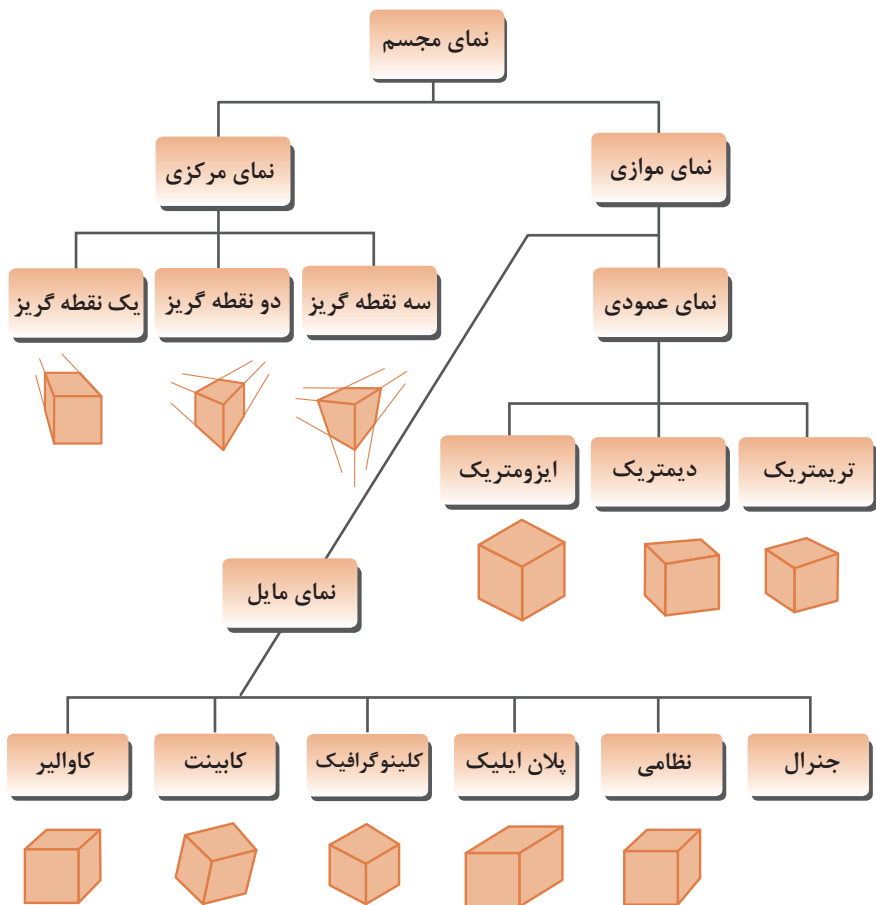 نمای مجسم
نمای موازی
نمای مرکزی
نمای عمودی
سه نقطه گریز
دو نقطه گریز
یک نقطه گریز
تریمتریک
دیمتریک
ایزومتریک
نمای مایل
جنرال
نظامی
پلان ایلیک
کلینوگرافیک
کابینت
کاوالیر